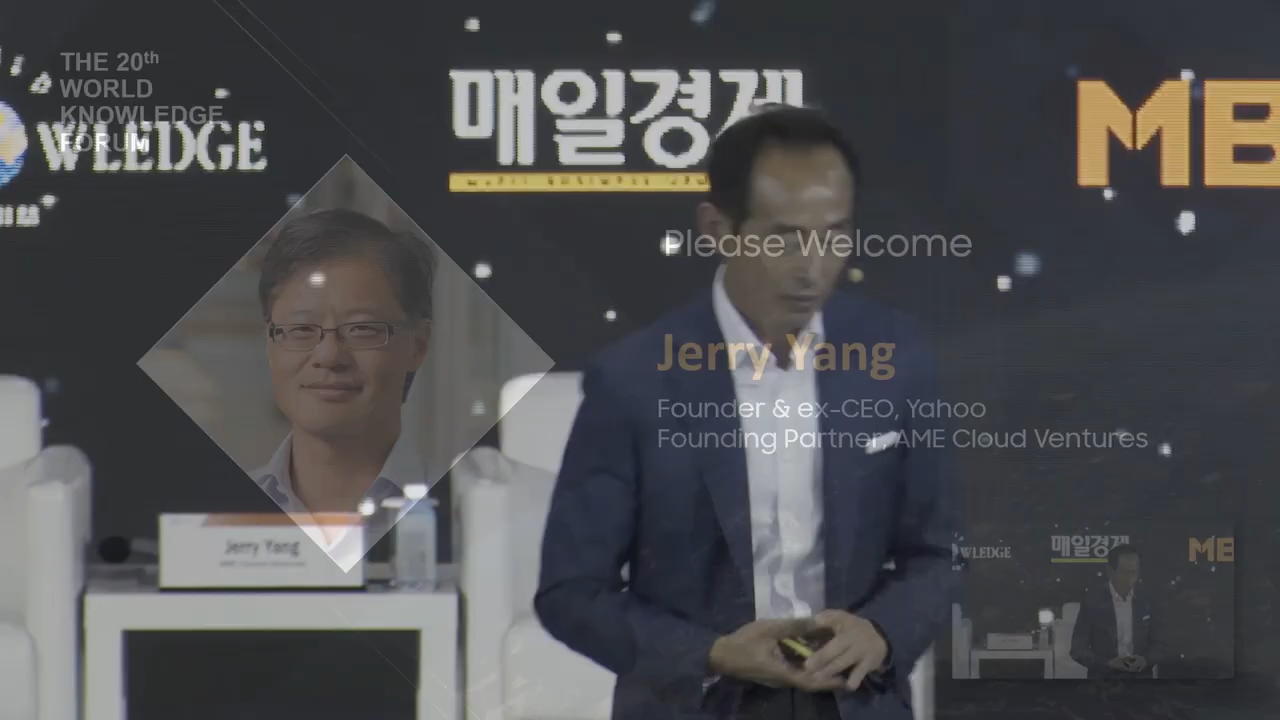 THE 20th
WORLD
KNOWLEDGE
FORUM
WLEDGE
매일경제
MB
Please Welcome
Jerry Yang
Founder & ex-CEO, Yahoo
Founding Partner, AME Cloud Ventures
Jerry Yang
WLEDGE
매일경제
MB